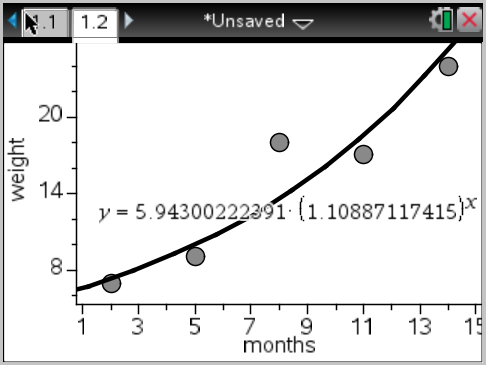 1.1 1.2 *Unsaved
20
weight
14
y = 5.94300222391· (1.10887117415)^x
8
1 3 5 7 9 11 13 15
months